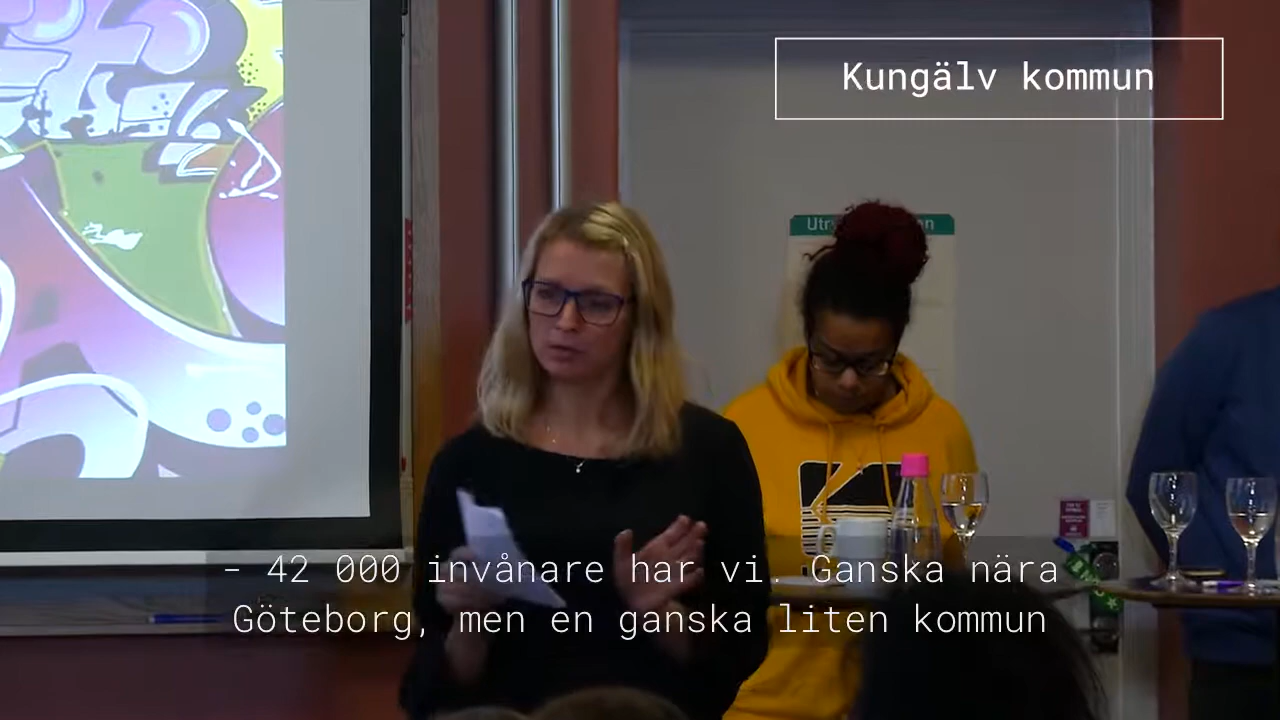 Kungälv kommun
- 42 000 invånare har vi. Ganska nära
Göteborg, men en ganska liten kommun